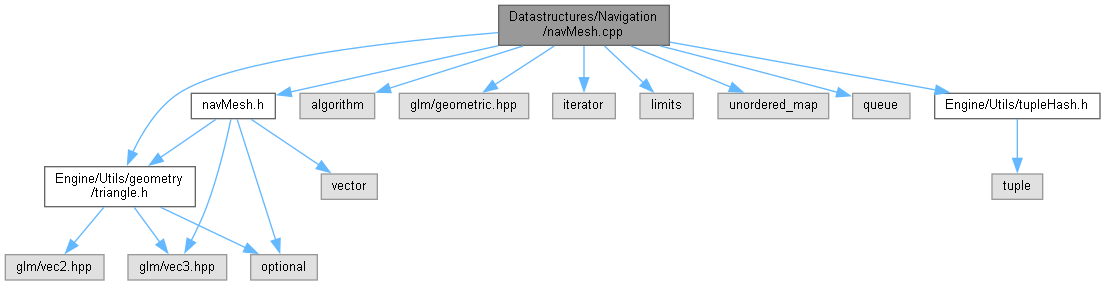 Datastructures/Navigation
/navMesh.cpp
navMesh.h
algorithm
glm/geometric.hpp
iterator
limits
unordered_map
queue
Engine/Utils/tupleHash.h
Engine/Utils/geometry
/triangle.h
vector
tuple
glm/vec2.hpp
glm/vec3.hpp
optional